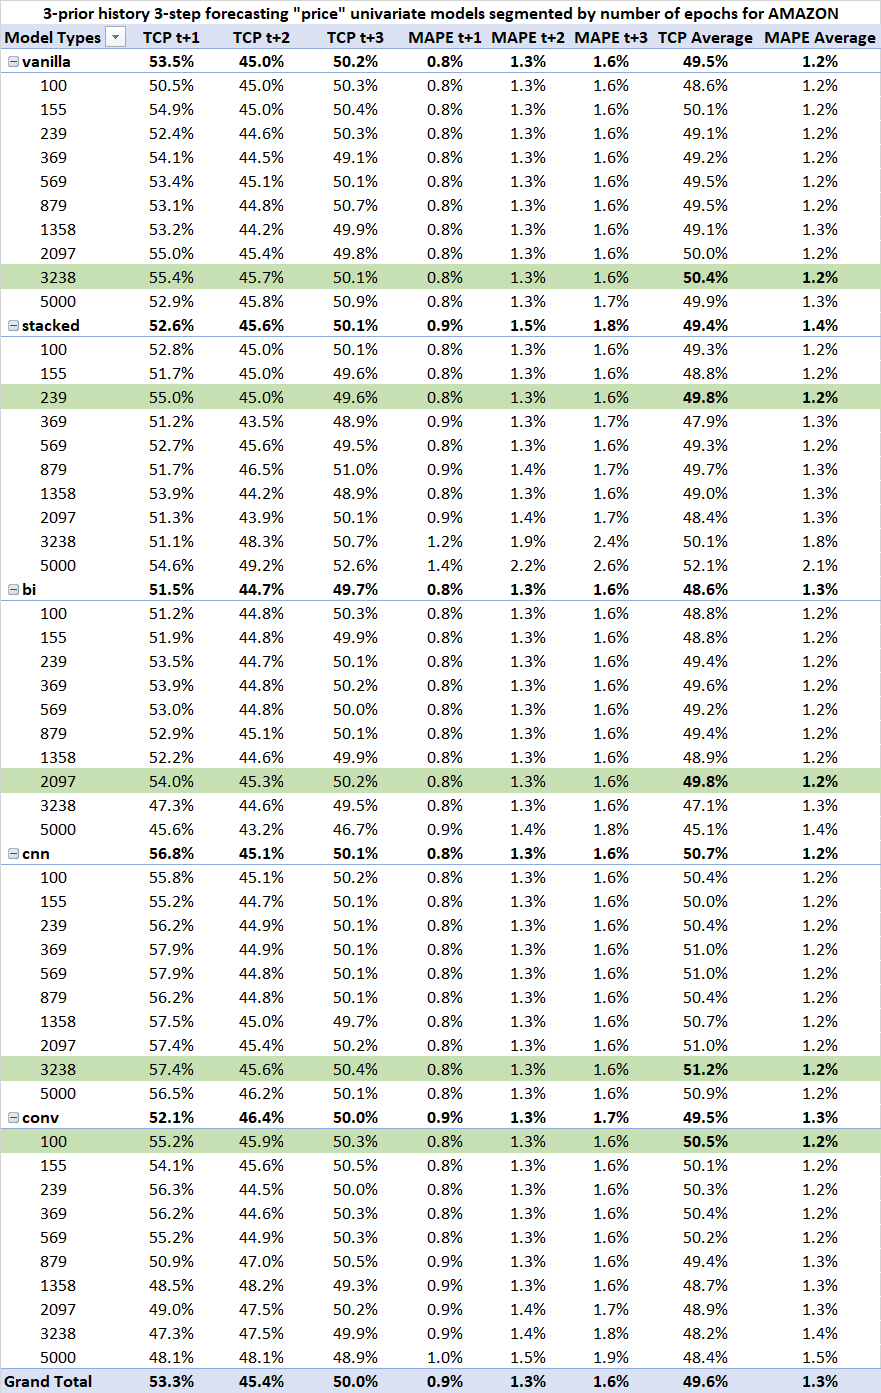 3-prior history 3-step forecasting "price" univariate models segmented by number of epochs for AMAZON
Model Types TCP t+1 TCP t+2 TCP t+3 MAPE t+1 MAPE t+2 MAPE t+3 TCP Average MAPE Average
vanilla 53.5% 45.0% 50.2% 0.8% 1.3% 1.6% 49.5% 1.2%
100 50.5% 45.0% 50.3% 0.8% 1.3% 1.6% 48.6% 1.2%
155 54.9% 45.0% 50.4% 0.8% 1.3% 1.6% 50.1% 1.2%
239 52.4% 44.6% 50.3% 0.8% 1.3% 1.6% 49.1% 1.2%
369 54.1% 44.5% 49.1% 0.8% 1.3% 1.6% 49.2% 1.2%
569 53.4% 45.1% 50.1% 0.8% 1.3% 1.6% 49.5% 1.2%
879 53.1% 44.8% 50.7% 0.8% 1.3% 1.6% 49.5% 1.2%
1358 53.2% 44.2% 49.9% 0.8% 1.3% 1.6% 49.1% 1.3%
2097 55.0% 45.4% 49.8% 0.8% 1.3% 1.6% 50.0% 1.2%
3238 55.4% 45.7% 50.1% 0.8% 1.3% 1.6% 50.4% 1.2%
5000 52.9% 45.8% 50.9% 0.8% 1.3% 1.7% 49.9% 1.3%
stacked 52.6% 45.6% 50.1% 0.9% 1.5% 1.8% 49.4% 1.4%
100 52.8% 45.0% 50.1% 0.8% 1.3% 1.6% 49.3% 1.2%
155 51.7% 45.0% 49.6% 0.8% 1.3% 1.6% 48.8% 1.2%
239 55.0% 45.0% 49.6% 0.8% 1.3% 1.6% 49.8% 1.2%
369 51.2% 43.5% 48.9% 0.9% 1.3% 1.7% 47.9% 1.3%
569 52.7% 45.6% 49.5% 0.8% 1.3% 1.6% 49.3% 1.2%
879 51.7% 46.5% 51.0% 0.9% 1.4% 1.7% 49.7% 1.3%
1358 53.9% 44.2% 48.9% 0.8% 1.3% 1.6% 49.0% 1.3%
2097 51.3% 43.9% 50.1% 0.9% 1.4% 1.7% 48.4% 1.3%
3238 51.1% 48.3% 50.7% 1.2% 1.9% 2.4% 50.1% 1.8%
5000 54.6% 49.2% 52.6% 1.4% 2.2% 2.6% 52.1% 2.1%
bi 51.5% 44.7% 49.7% 0.8% 1.3% 1.6% 48.6% 1.3%
100 51.2% 44.8% 50.3% 0.8% 1.3% 1.6% 48.8% 1.2%
155 51.9% 44.8% 49.9% 0.8% 1.3% 1.6% 48.8% 1.2%
239 53.5% 44.7% 50.1% 0.8% 1.3% 1.6% 49.4% 1.2%
369 53.9% 44.8% 50.2% 0.8% 1.3% 1.6% 49.6% 1.2%
569 53.0% 44.8% 50.0% 0.8% 1.3% 1.6% 49.2% 1.2%
879 52.9% 45.1% 50.1% 0.8% 1.3% 1.6% 49.4% 1.2%
1358 52.2% 44.6% 49.9% 0.8% 1.3% 1.6% 48.9% 1.2%
2097 54.0% 45.3% 50.2% 0.8% 1.3% 1.6% 49.8% 1.2%
3238 47.3% 44.6% 49.5% 0.8% 1.3% 1.6% 47.1% 1.3%
5000 45.6% 43.2% 46.7% 0.9% 1.4% 1.8% 45.1% 1.4%
cnn 56.8% 45.1% 50.1% 0.8% 1.3% 1.6% 50.7% 1.2%
100 55.8% 45.1% 50.2% 0.8% 1.3% 1.6% 50.4% 1.2%
155 55.2% 44.7% 50.1% 0.8% 1.3% 1.6% 50.0% 1.2%
239 56.2% 44.9% 50.1% 0.8% 1.3% 1.6% 50.4% 1.2%
369 57.9% 44.9% 50.1% 0.8% 1.3% 1.6% 51.0% 1.2%
569 57.9% 44.8% 50.1% 0.8% 1.3% 1.6% 51.0% 1.2%
879 56.2% 44.8% 50.1% 0.8% 1.3% 1.6% 50.4% 1.2%
1358 57.5% 45.0% 49.7% 0.8% 1.3% 1.6% 50.7% 1.2%
2097 57.4% 45.4% 50.2% 0.8% 1.3% 1.6% 51.0% 1.2%
3238 57.4% 45.6% 50.4% 0.8% 1.3% 1.6% 51.2% 1.2%
5000 56.5% 46.2% 50.1% 0.8% 1.3% 1.6% 50.9% 1.2%
conv 52.1% 46.4% 50.0% 0.9% 1.3% 1.7% 49.5% 1.3%
100 55.2% 45.9% 50.3% 0.8% 1.3% 1.6% 50.5% 1.2%
155 54.1% 45.6% 50.5% 0.8% 1.3% 1.6% 50.1% 1.2%
239 56.3% 44.5% 50.0% 0.8% 1.3% 1.6% 50.3% 1.2%
369 56.2% 44.6% 50.3% 0.8% 1.3% 1.6% 50.4% 1.2%
569 55.2% 44.9% 50.3% 0.8% 1.3% 1.6% 50.2% 1.2%
879 50.9% 47.0% 50.5% 0.9% 1.3% 1.6% 49.4% 1.3%
1358 48.5% 48.2% 49.3% 0.9% 1.3% 1.6% 48.7% 1.3%
2097 49.0% 47.5% 50.2% 0.9% 1.4% 1.7% 48.9% 1.3%
3238 47.3% 47.5% 49.9% 0.9% 1.4% 1.8% 48.2% 1.4%
5000 48.1% 48.1% 48.9% 1.0% 1.5% 1.9% 48.4% 1.5%
Grand Total 53.3% 45.4% 50.0% 0.9% 1.3% 1.6% 49.6% 1.3%